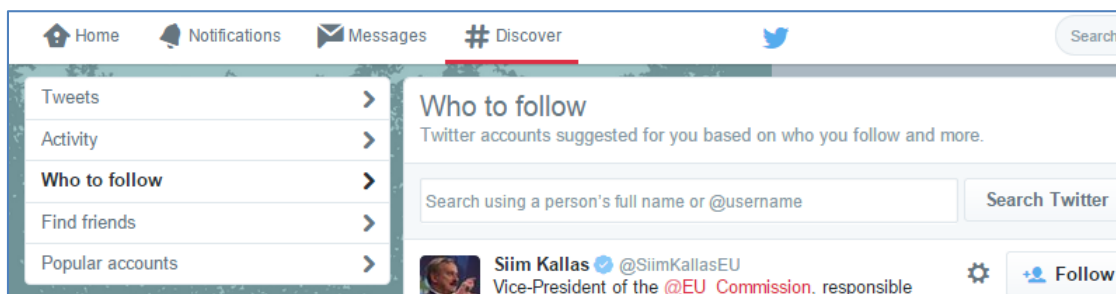 Home Notifications Messages # Discover Search
Tweets
Activity
Who to follow
Find friends
Popular accounts
Who to follow
Twitter accounts suggested for you based on who you follow and more.
Search using a person's full name or @username Search Twitter
Siim Kallas @SiimKallasEU
Vice-President of the @EU_Commission, responsible
Follow